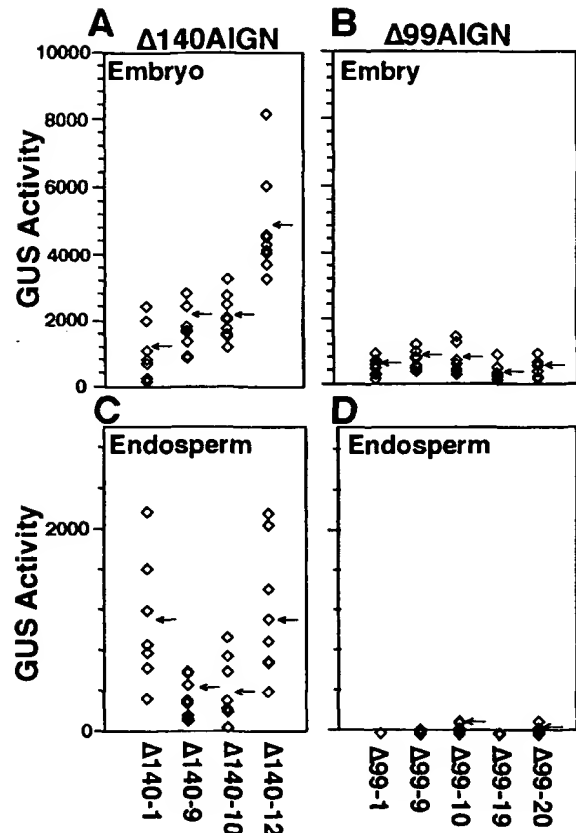 A
Δ140AIGN
B
Δ99AIGN
Embryo
Embry
GUS Activity
10000
8000
6000
4000
2000
0
C
D
Endosperm
Endosperm
GUS Activity
2000
0
Δ140-1
Δ140-9
Δ140-10
Δ140-12
Δ99-1
Δ99-9
Δ99-10
Δ99-19
Δ99-20